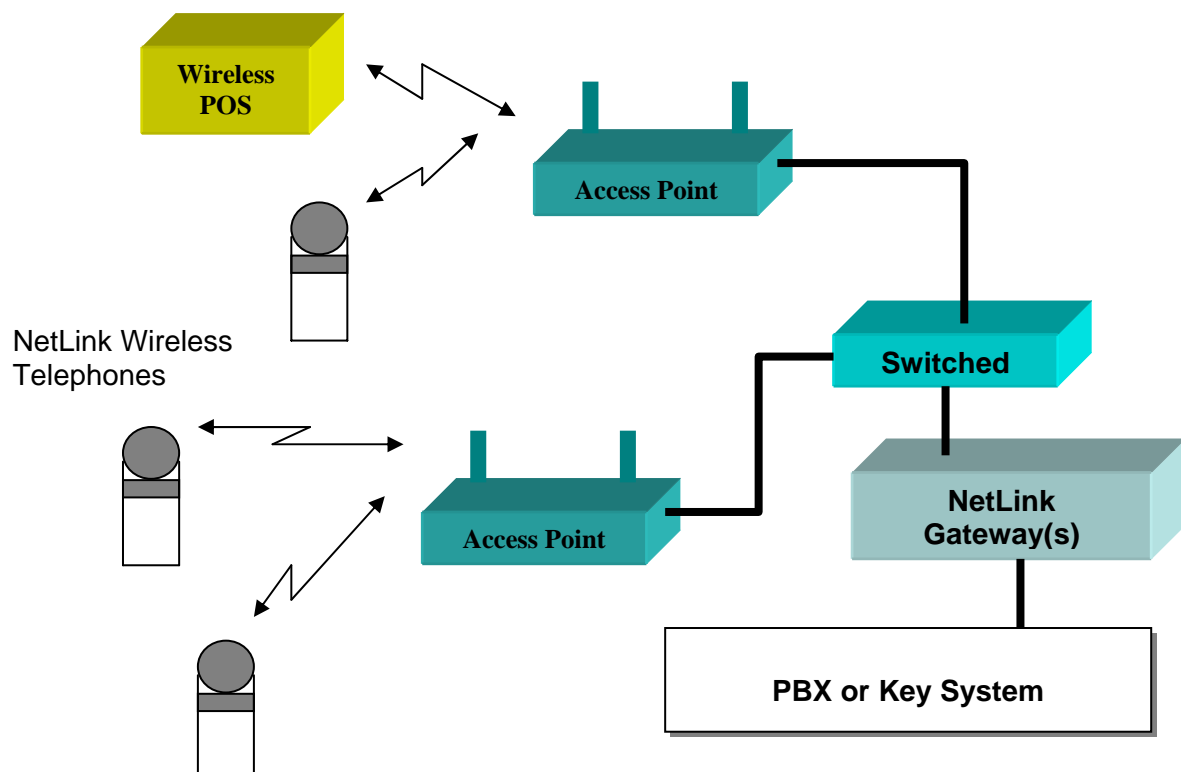 Wireless
POS
Access Point
NetLink Wireless
Telephones
Switched
Access Point
NetLink
Gateway(s)
PBX or Key System